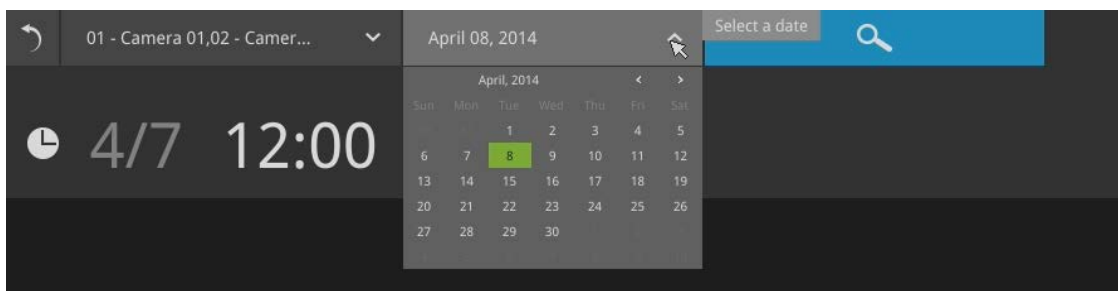 01 - Camera 01,02 - Camer...
April 08, 2014
Select a date
4/7 12:00
April, 2014
Sun Mon Tue Wed Thu Fri Sat
1 2 3 4 5
6 7 8 9 10 11 12
13 14 15 16 17 18 19
20 21 22 23 24 25 26
27 28 29 30